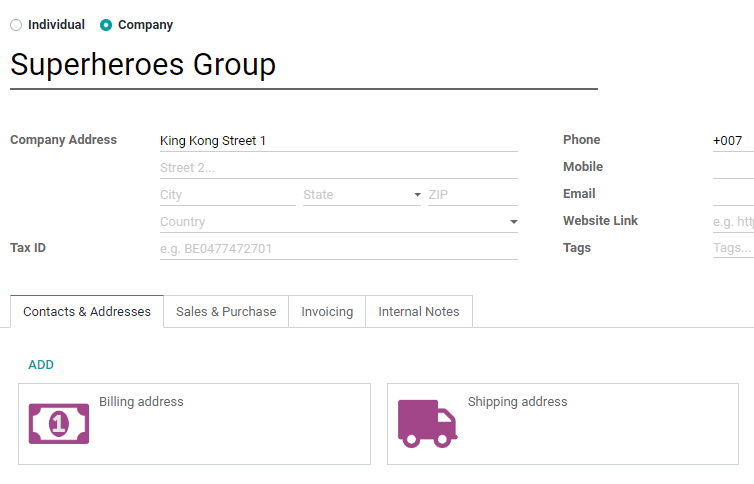 Individual Company
Superheroes Group
Company Address King Kong Street 1 Phone +007
Street 2... Mobile
City State ZIP Email
Country Website Link e.g. htt
Tax ID e.g. BE0477472701 Tags Tags...
Contacts & Addresses Sales & Purchase Invoicing Internal Notes
ADD
1 Billing address Shipping address